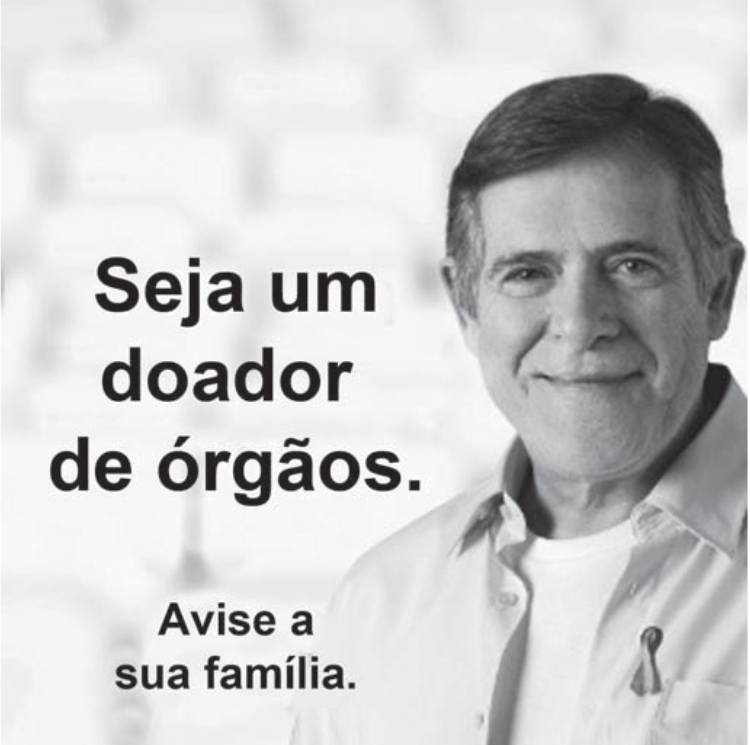 Seja um
doador
de órgãos.
Avise a
sua família.